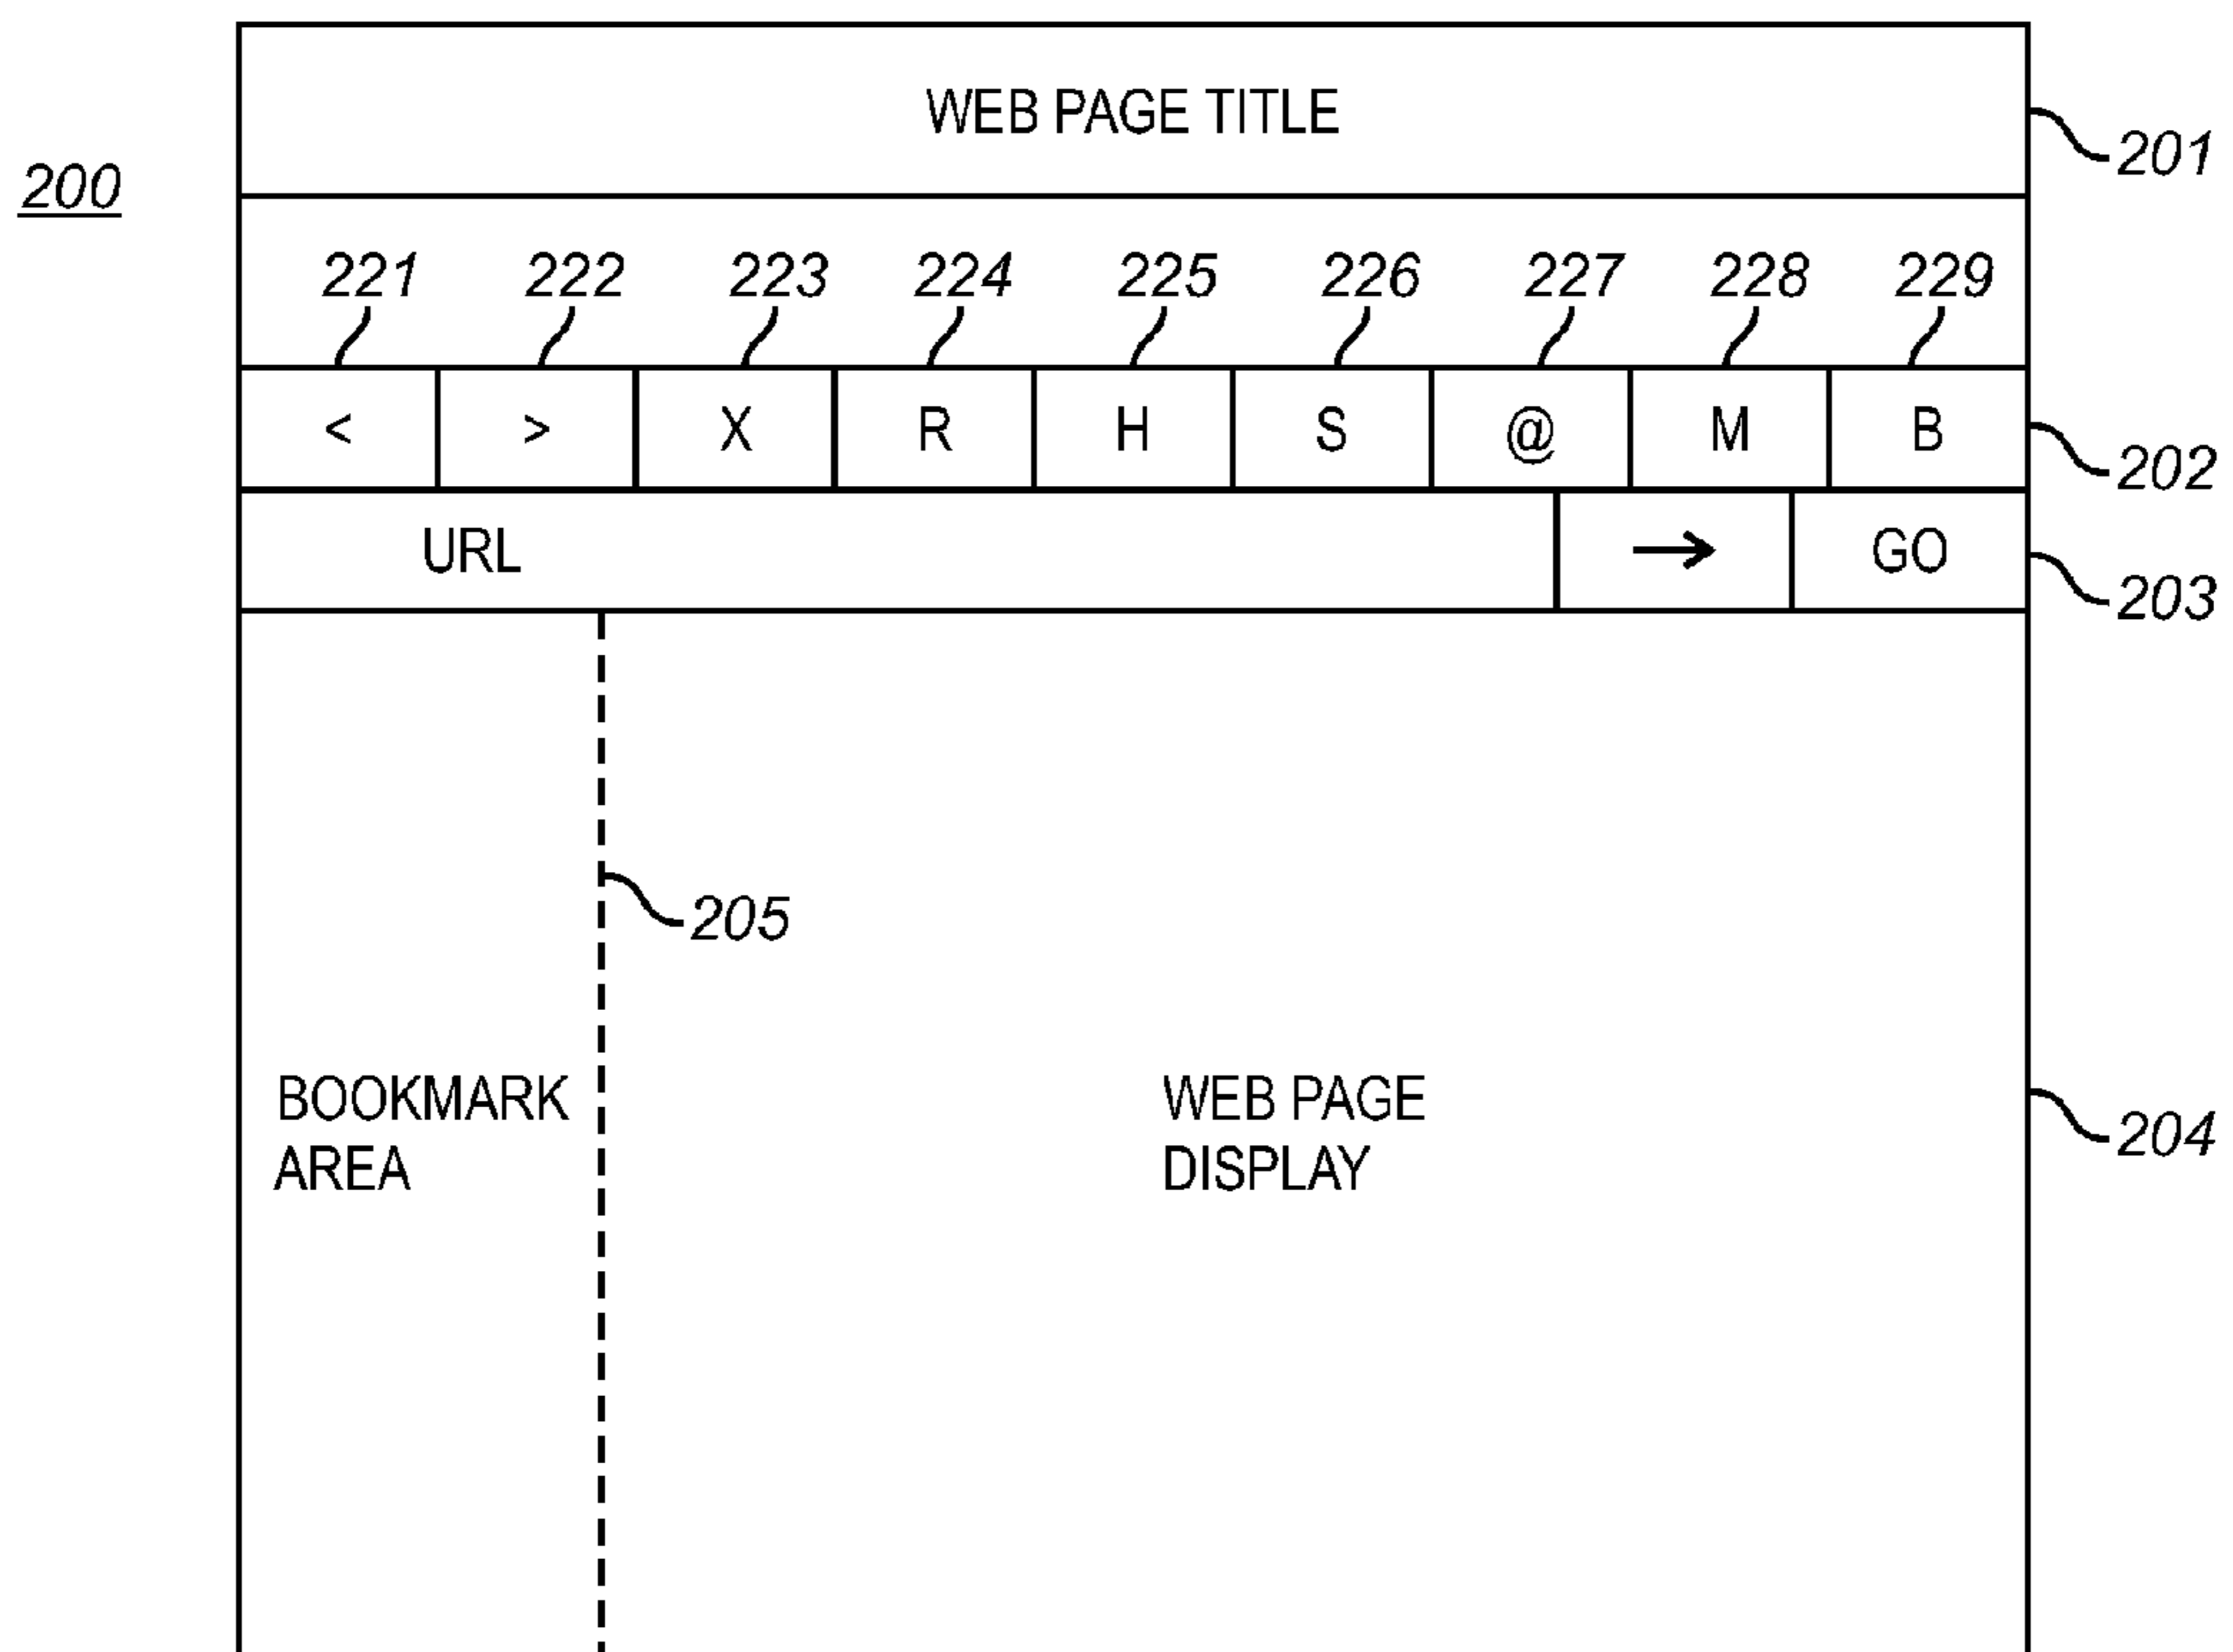 WEB PAGE TITLE
201
200
221 222 223 224 225 226 227 228 229
< > X R H S @ M B
202
URL → GO
203
205
BOOKMARK
AREA
WEB PAGE
DISPLAY
204